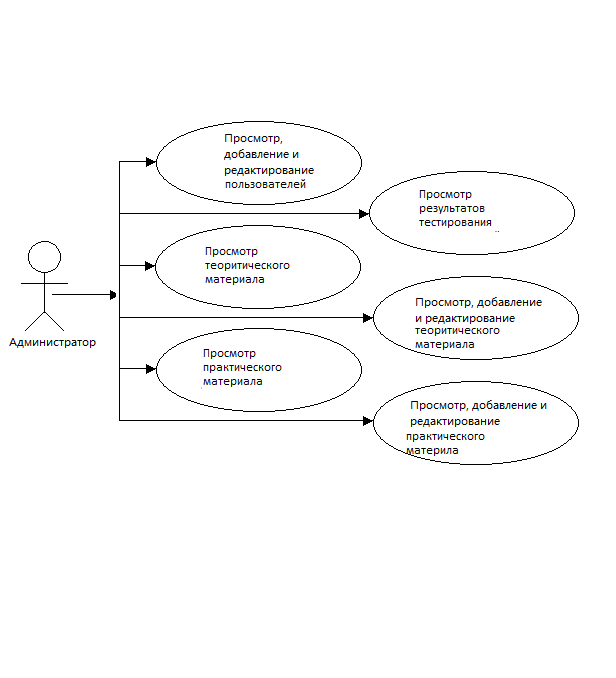 Просмотр,
добавление и
редактирование
пользователей
Просмотр
результатов
тестирования
Просмотр
теоритического
материала
Просмотр, добавление
и редактирование
теоритического
материала
Администратор
Просмотр
практического
материала
Просмотр, добавление и
редактирование
практического
материла